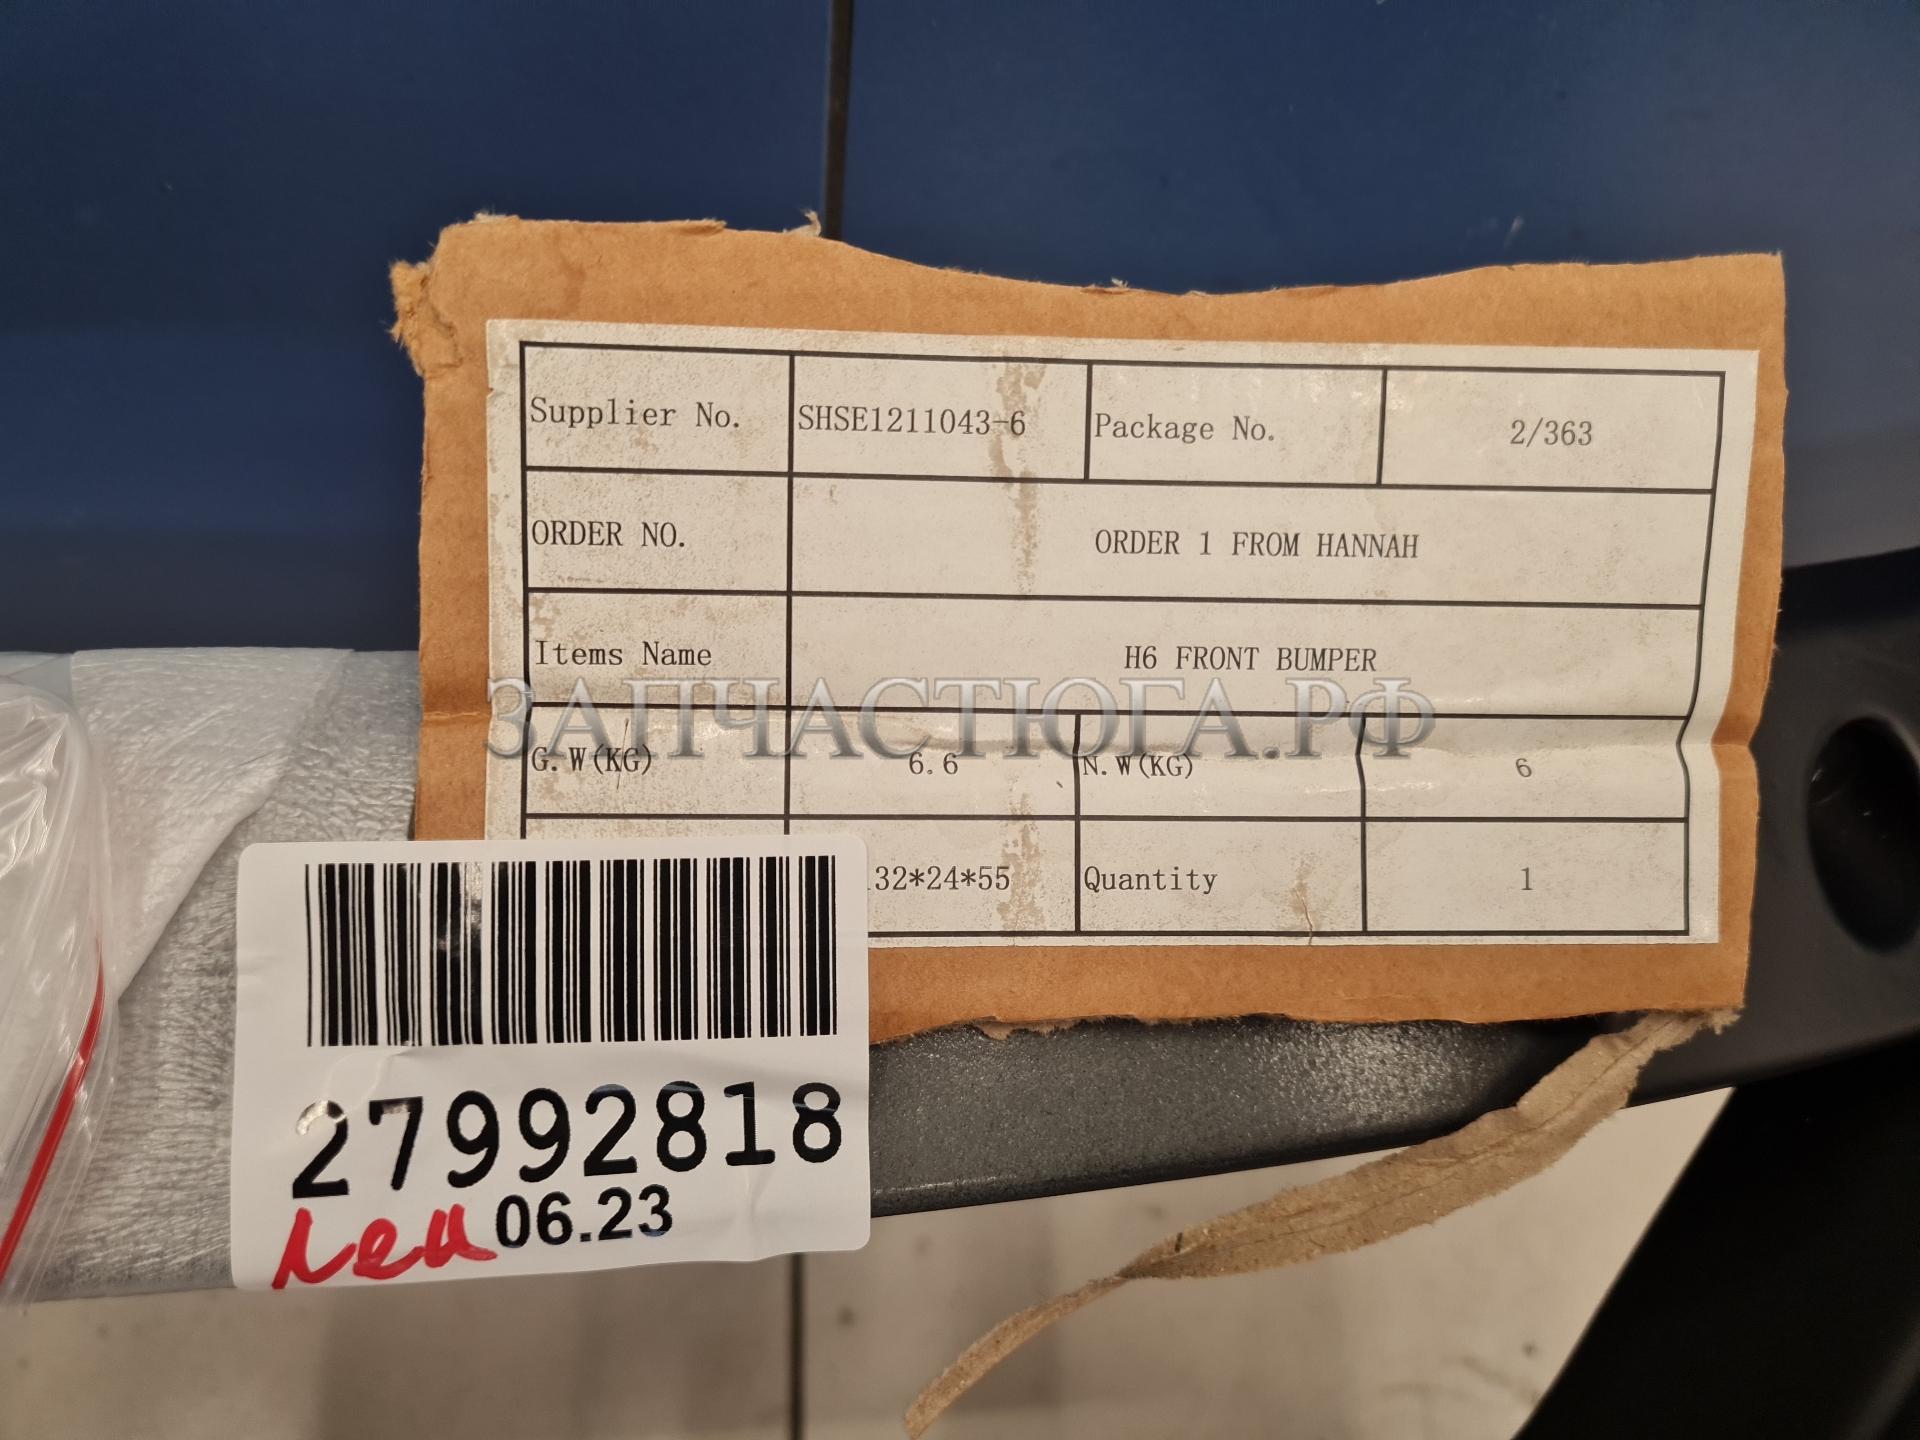 Supplier No. SHSE1211043-6 Package No. 2/363
ORDER NO. ORDER 1 FROM HANNAH
Items Name H6 FRONT BUMPER
ЗАПЧАСТЮГА.РФ
G.W(KG) 6.6 N.W(KG) 6
32*24*55 Quantity 1
27992818
06.23